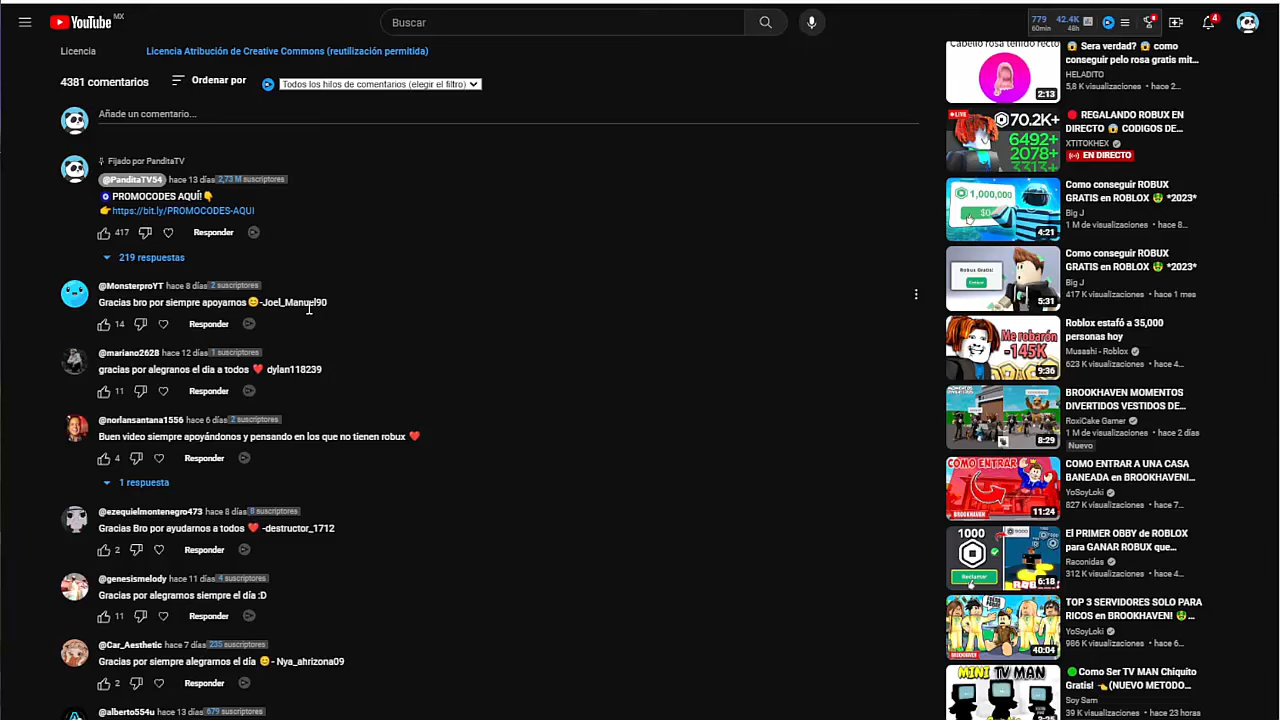 YouTube MX
Buscar
779 60min
42.4K 48h
4
Licencia
Licencia Atribución de Creative Commons (reutilización permitida)
4381 comentarios
Ordenar por
Todos los hilos de comentarios (elegir el filtro)
Añade un comentario...
Fijado por PanditaTV
@PanditaTV54 hace 13 días 2,73 M suscriptores
PROMOCODES AQUÍ!👇
👉https://bit.ly/PROMOCODES-AQUI
417 Responder
219 respuestas
@MonsterproYT hace 8 días 2 suscriptores
Gracias bro por siempre apoyarnos😊-Joel_Manuel90
14 Responder
@mariano2628 hace 12 días 1 suscriptores
gracias por alegranos el dia a todos ❤️ dylan118239
11 Responder
@norlansantana1556 hace 6 días 2 suscriptores
Buen video siempre apoyándonos y pensando en los que no tienen robux ❤️
4 Responder
1 respuesta
@ezequielmontenegro473 hace 8 días 8 suscriptores
Gracias Bro por ayudarnos a todos ❤️ -destructor_1712
2 Responder
@genesismelody hace 11 días 4 suscriptores
Gracias por alegrarnos siempre el día :D
11 Responder
@Car_Aesthetic hace 7 días 235 suscriptores
Gracias por siempre alegrarnos el día 😊- Nya_ahrizona09
2 Responder
@alberto554u hace 13 días 679 suscriptores
Cabello rosa teñido recto
2:13
😱 Sera verdad? 😱 como
conseguir pelo rosa gratis mit...
HELADITO
5,8 K visualizaciones • hace 2...
LIVE
70.2K+
6492+
2078+
3313+
🔴 REGALANDO ROBUX EN
DIRECTO 😱 CODIGOS DE...
XTITOKHEX
EN DIRECTO
1,000,000
$0
4:21
Como conseguir ROBUX
GRATIS en ROBLOX 🤑 *2023*
Big J
1 M de visualizaciones • hace 8...
Robux Gratis!
5:31
Como conseguir ROBUX
GRATIS en ROBLOX 🤑 *2023*
Big J
417 K visualizaciones • hace 1 mes
Me robarón
-145K
9:36
Roblox estafó a 35,000
personas hoy
Musashi - Roblox
623 K visualizaciones • hace 4...
MOMENTOS
8:29
BROOKHAVEN MOMENTOS
DIVERTIDOS VESTIDOS DE...
RoxiCake Gamer
1 M de visualizaciones • hace 2 días
Nuevo
COMO ENTRAR
BROOKHAVEN
11:24
COMO ENTRAR A UNA CASA
BANEADA en BROOKHAVEN!...
YoSoyLoki
827 K visualizaciones • hace 7...
1000
Reclamar
6:18
El PRIMER OBBY de ROBLOX
para GANAR ROBUX que...
Raconidas
312 K visualizaciones • hace 4...
BROOKHAVEN
40:04
TOP 3 SERVIDORES SOLO PARA
RICOS en BROOKHAVEN! 🤑...
YoSoyLoki
986 K visualizaciones • hace 6...
MINI TV MAN
🟢Como Ser TV MAN Chiquito
Gratis! 👈(NUEVO METODO...
Soy Sam
39 K visualizaciones • hace 23 horas